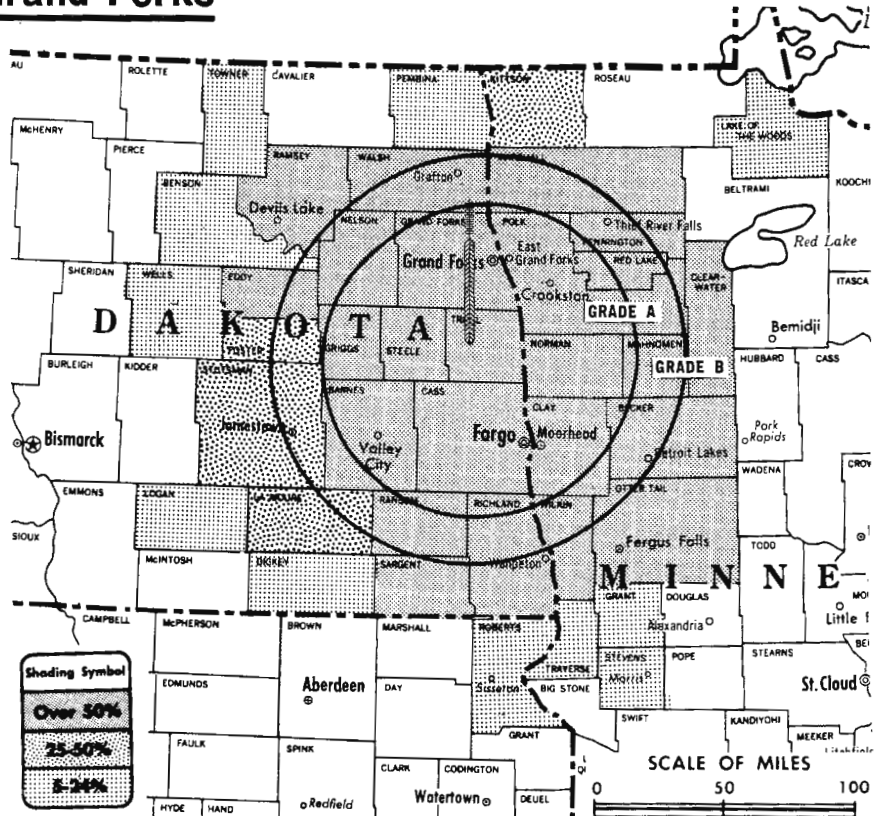 Grand Forks
AU
ROLETTE
TOWNER
CAVALIER
PEMBINA
KITTSON
ROSEAU
LAKE OF
THE WOODS
McHENRY
PIERCE
BENSON
RAMSEY
Devils Lake
WALSH
Grafton
BELTRAMI
KOOCHI
Red Lake
NELSON
GRAND FORKS
POLK
Thief River Falls
PENNINGTON
RED LAKE
Grand Forks
East
Grand Forks
Crookston
CLEAR-
WATER
GRADE A
SHERIDAN
WELLS
EDDY
ITASCA
DAKOTA
FOSTER
GRIGGS
STEELE
TRAILL
NORMAN
MAHNOMEN
GRADE B
Bemidji
HUBBARD
CASS
BURLEIGH
KIDDER
STUTSMAN
BARNES
CASS
CLAY
BECKER
Park
Rapids
Bismarck
Jamestown
Valley
City
Fargo
Moorhead
Detroit Lakes
WADENA
CROW
EMMONS
LOGAN
LA MOURE
RANSOM
RICHLAND
WILKIN
OTTER TAIL
SIOUX
McINTOSH
DICKEY
SARGENT
Wahpeton
Fergus Falls
TODD
MINNE
GRANT
DOUGLAS
Alexandria
Little F
CAMPBELL
McPHERSON
BROWN
MARSHALL
ROBERTS
TRAVERSE
STEVENS
Morris
POPE
STEARNS
St. Cloud
EDMUNDS
Aberdeen
DAY
Sisseton
BIG STONE
GRANT
SWIFT
KANDIYOHI
MEEKER
Litchfield
FAULK
SPINK
CLARK
CODINGTON
Watertown
DEUEL
HYDE
HAND
Redfield
Shading Symbol
Over 50%
25-50%
5-24%
SCALE OF MILES
0 50 100